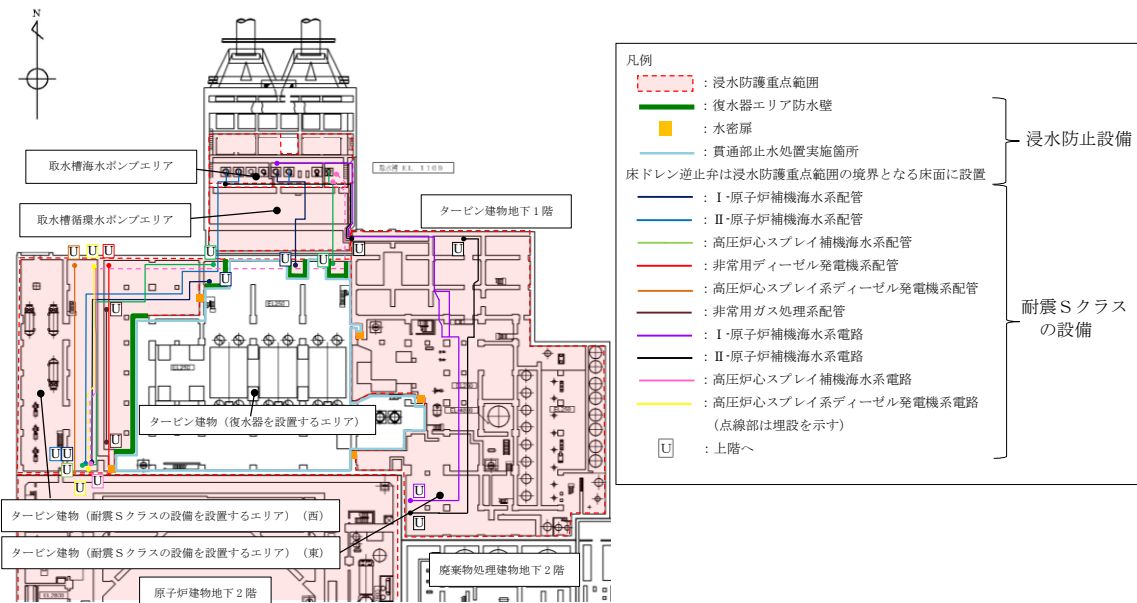 N
取水槽海水ポンプエリア
取水槽循環水ポンプエリア
タービン建物地下1階
U
U
U
U
U
U
U
U
U
U
EL250
EL250
U
タービン建物（復水器を設置するエリア）
EL250
U
U U
U
U
U
U
U
タービン建物（耐震Ｓクラスの設備を設置するエリア）（西）
タービン建物（耐震Ｓクラスの設備を設置するエリア）（東）
廃棄物処理建物地下2階
原子炉建物地下2階
凡例
：浸水防護重点範囲
：復水器エリア防水壁
：水密扉
：貫通部止水処置実施箇所
浸水防止設備
床ドレン逆止弁は浸水防護重点範囲の境界となる床面に設置
：Ⅰ-原子炉補機海水系配管
：Ⅱ-原子炉補機海水系配管
：高圧炉心スプレイ補機海水系配管
：非常用ディーゼル発電機系配管
：高圧炉心スプレイ系ディーゼル発電機系配管
：非常用ガス処理系配管
：Ⅰ-原子炉補機海水系電路
：Ⅱ-原子炉補機海水系電路
：高圧炉心スプレイ補機海水系電路
：高圧炉心スプレイ系ディーゼル発電機系電路
(点線部は埋設を示す)
U ：上階へ
耐震Ｓクラス
の設備